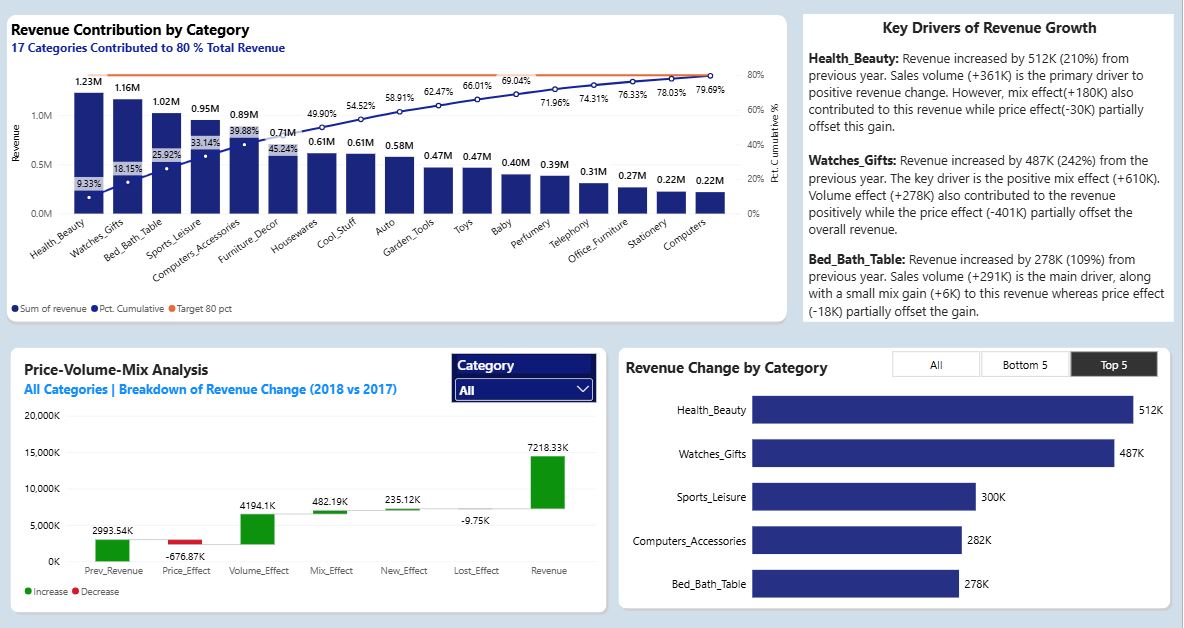 Revenue Contribution by Category
17 Categories Contributed to 80 % Total Revenue
1.23M
1.16M
1.02M
0.95M
0.89M
0.71M
0.61M
0.61M
0.58M
0.47M
0.47M
0.40M
0.39M
0.31M
0.27M
0.22M
0.22M
9.33%
18.15%
25.92%
33.14%
39.88%
45.24%
49.90%
54.52%
58.91%
62.47%
66.01%
69.04%
71.96%
74.31%
76.33%
78.03%
79.69%
Revenue
1.0M
0.5M
0.0M
Pct. Cumulative %
80%
60%
40%
20%
0%
Health_Beauty
Watches_Gifts
Bed_Bath_Table
Sports_Leisure
Computers_Accessories
Furniture_Decor
Housewares
Cool_Stuff
Auto
Garden_Tools
Toys
Baby
Perfumery
Telephony
Office_Furniture
Stationery
Computers
Sum of revenue Pct. Cumulative Target 80 pct
Key Drivers of Revenue Growth
Health_Beauty: Revenue increased by 512K (210%) from
previous year. Sales volume (+361K) is the primary driver to
positive revenue change. However, mix effect(+180K) also
contributed to this revenue while price effect(-30K) partially
offset this gain.
Watches_Gifts: Revenue increased by 487K (242%) from the
previous year. The key driver is the positive mix effect (+610K).
Volume effect (+278K) also contributed to the revenue
positively while the price effect (-401K) partially offset the
overall revenue.
Bed_Bath_Table: Revenue increased by 278K (109%) from
previous year. Sales volume (+291K) is the main driver, along
with a small mix gain (+6K) to this revenue whereas price effect
(-18K) partially offset the gain.
Price-Volume-Mix Analysis
All Categories | Breakdown of Revenue Change (2018 vs 2017)
Category
All
20,000K
15,000K
10,000K
5,000K
0K
2993.54K
-676.87K
4194.1K
482.19K
235.12K
-9.75K
7218.33K
Prev_Revenue
Price_Effect
Volume_Effect
Mix_Effect
New_Effect
Lost_Effect
Revenue
Increase Decrease
Revenue Change by Category
All
Bottom 5
Top 5
Health_Beauty 512K
Watches_Gifts 487K
Sports_Leisure 300K
Computers_Accessories 282K
Bed_Bath_Table 278K